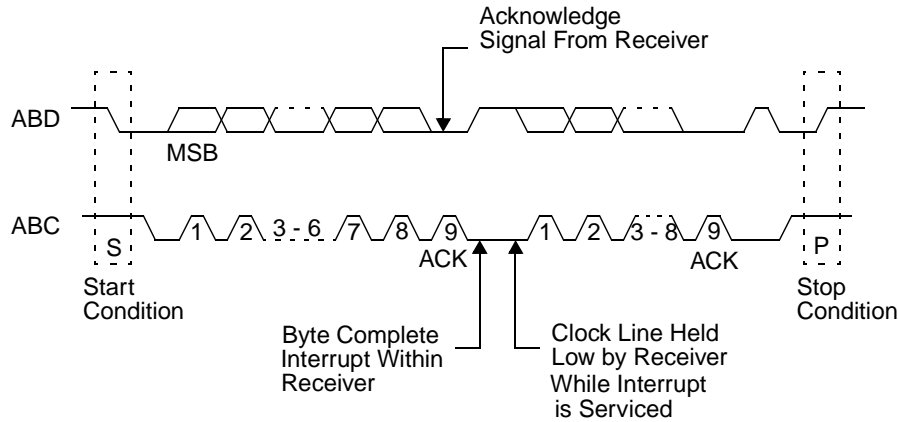 Acknowledge
Signal From Receiver
ABD
MSB
ABC
S
1 2 3 - 6 7 8 9 1 2 3 - 8 9
P
ACK
ACK
Start
Condition
Stop
Condition
Byte Complete
Interrupt Within
Receiver
Clock Line Held
Low by Receiver
While Interrupt
is Serviced